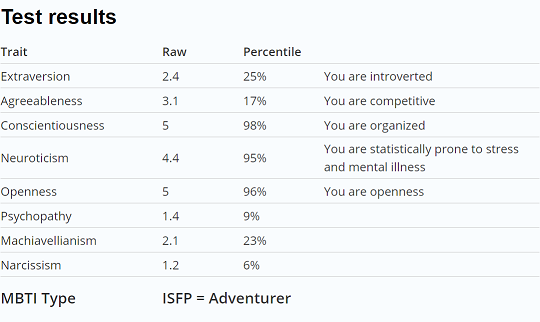 Test results
Trait Raw Percentile
Extraversion 2.4 25% You are introverted
Agreeableness 3.1 17% You are competitive
Conscientiousness 5 98% You are organized
Neuroticism 4.4 95% You are statistically prone to stress
and mental illness
Openness 5 96% You are openness
Psychopathy 1.4 9%
Machiavellianism 2.1 23%
Narcissism 1.2 6%
MBTI Type ISFP = Adventurer